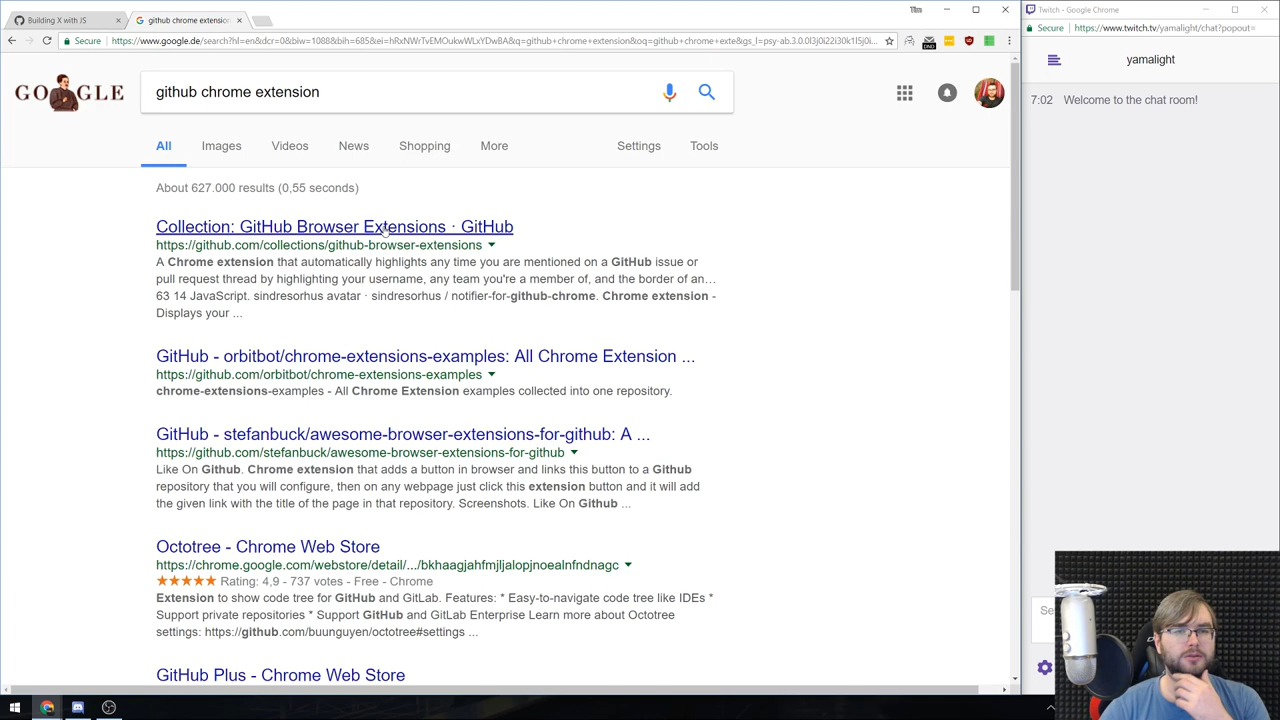 Building X with JS
github chrome extension
Tim
Twitch - Google Chrome
Secure
https://www.google.de/search?hl=en&dcr=0&biw=1088&bih=685&ei=hRxNWrTvEMOukwWLxYDwBA&q=github+chrome+extension&oq=github+chrome+exte&gs_l=psy-ab.3.0.0l3j0i22i30k1l5j0i...
DND
Secure
https://www.twitch.tv/yamalight/chat?popout=
GOOGLE
github chrome extension
yamalight
7:02 Welcome to the chat room!
All
Images
Videos
News
Shopping
More
Settings
Tools
About 627.000 results (0,55 seconds)
Collection: GitHub Browser Extensions · GitHub
https://github.com/collections/github-browser-extensions
A Chrome extension that automatically highlights any time you are mentioned on a GitHub issue or
pull request thread by highlighting your username, any team you're a member of, and the border of an…
63 14 JavaScript. sindresorhus avatar · sindresorhus / notifier-for-github-chrome. Chrome extension -
Displays your ...
GitHub - orbitbot/chrome-extensions-examples: All Chrome Extension ...
https://github.com/orbitbot/chrome-extensions-examples
chrome-extensions-examples - All Chrome Extension examples collected into one repository.
GitHub - stefanbuck/awesome-browser-extensions-for-github: A ...
https://github.com/stefanbuck/awesome-browser-extensions-for-github
Like On Github. Chrome extension that adds a button in browser and links this button to a Github
repository that you will configure, then on any webpage just click this extension button and it will add
the given link with the title of the page in that repository. Screenshots. Like On Github ...
Octotree - Chrome Web Store
https://chrome.google.com/webstore/detail/.../bkhaagjahfmjljalopjnoealnfndnagc
Rating: 4,9 - 737 votes - Free - Chrome
Extension to show code tree for GitHub and GitLab. Features: * Easy-to-navigate code tree like IDEs *
Support private repositories * Support GitHub and GitLab Enterprise Learn more about Octotree
settings: https://github.com/buunguyen/octotree#settings ...
GitHub Plus - Chrome Web Store
Se